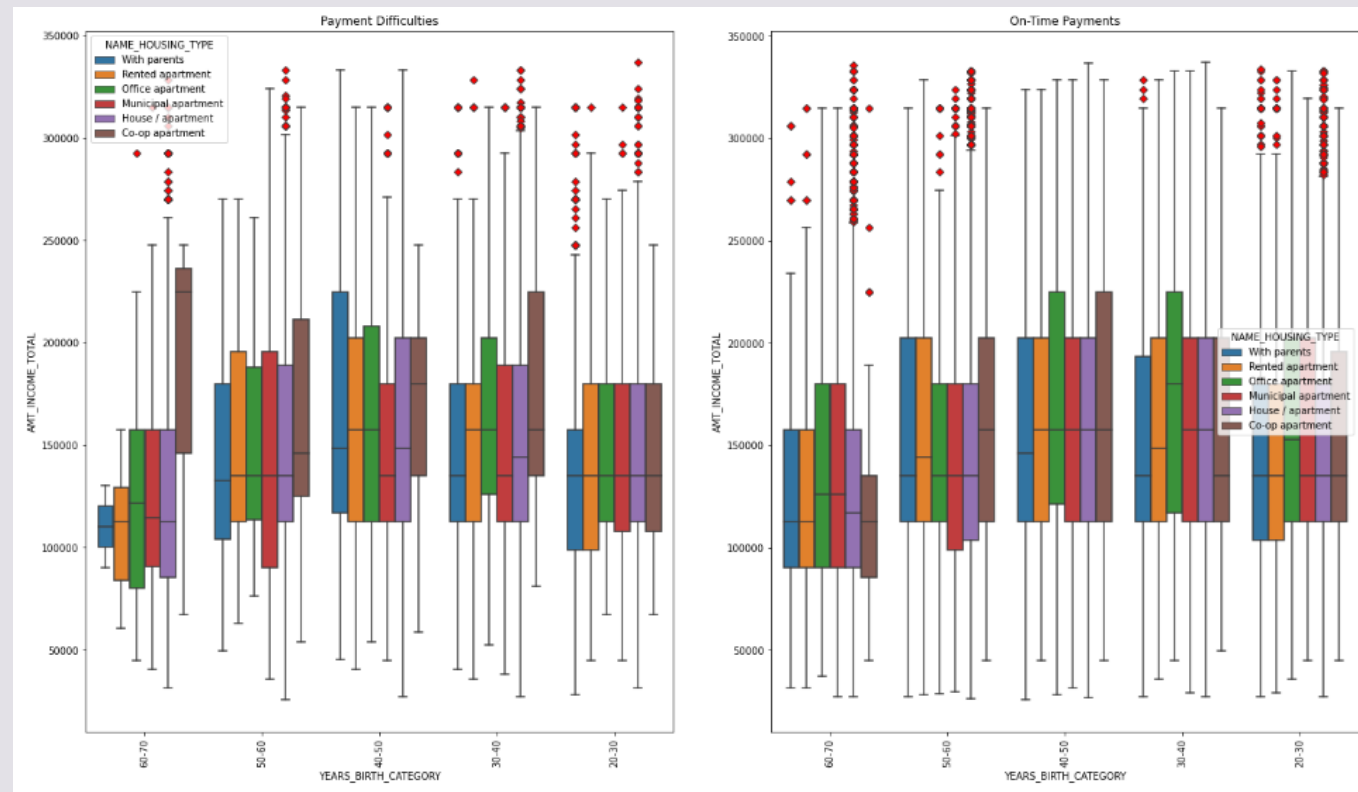 Payment Difficulties
On-Time Payments
350000
300000
250000
200000
150000
100000
50000
AMT_INCOME_TOTAL
NAME_HOUSING_TYPE
With parents
Rented apartment
Office apartment
Municipal apartment
House / apartment
Co-op apartment
60-70
50-60
40-50
30-40
20-30
YEARS_BIRTH_CATEGORY
350000
300000
250000
200000
150000
100000
50000
AMT_INCOME_TOTAL
NAME_HOUSING_TYPE
With parents
Rented apartment
Office apartment
Municipal apartment
House / apartment
Co-op apartment
60-70
50-60
40-50
30-40
20-30
YEARS_BIRTH_CATEGORY